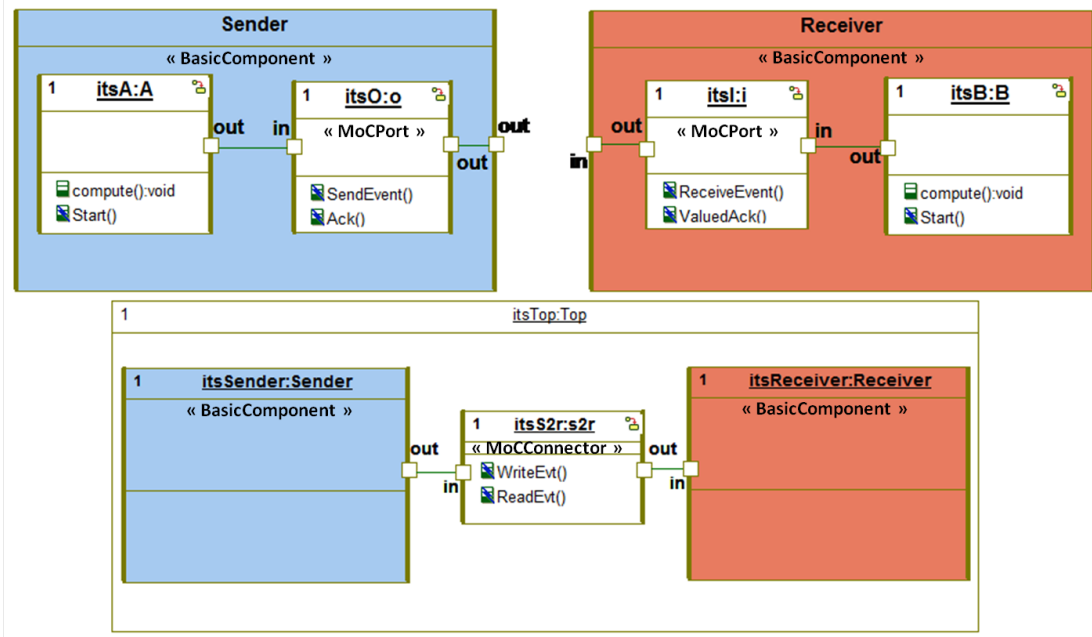 Sender
« BasicComponent »
1 itsA:A
compute():void
Start()
out
in
1 itsO:o
« MoCPort »
SendEvent()
Ack()
out
out
Receiver
« BasicComponent »
in
out
1 itsI:i
« MoCPort »
ReceiveEvent()
ValuedAck()
in
out
1 itsB:B
compute():void
Start()
1 itsTop:Top
1 itsSender:Sender
« BasicComponent »
out
in
1 itsS2r:s2r
« MoCConnector »
WriteEvt()
ReadEvt()
out
in
1 itsReceiver:Receiver
« BasicComponent »